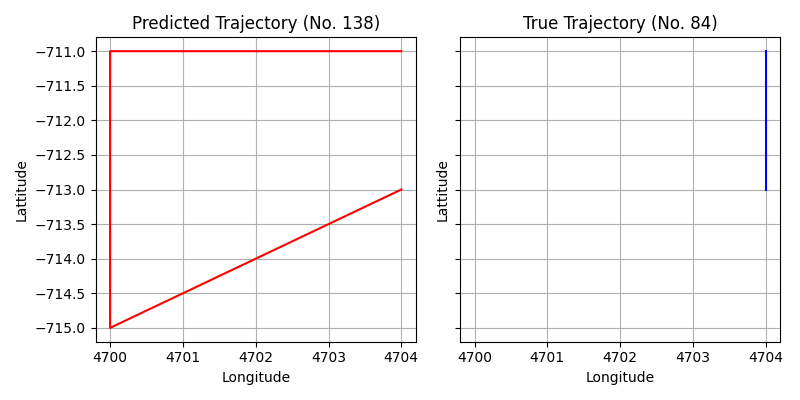 Predicted Trajectory (No. 138)
−711.0
−711.5
−712.0
−712.5
−713.0
−713.5
−714.0
−714.5
−715.0
Lattitude
4700 4701 4702 4703 4704
Longitude
True Trajectory (No. 84)
Lattitude
4700 4701 4702 4703 4704
Longitude